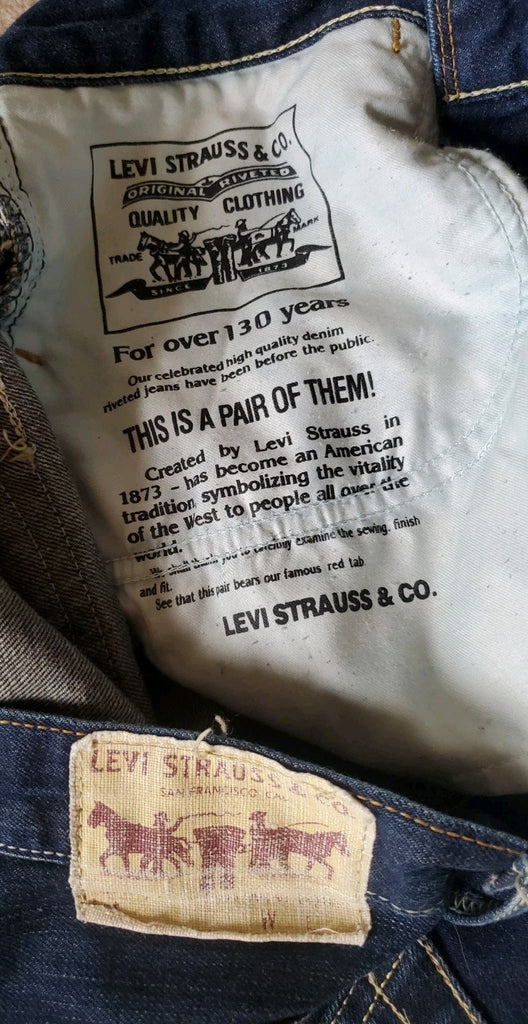 LEVI STRAUSS & CO.
ORIGINAL RIVETED
QUALITY CLOTHING
TRADE MARK
SINCE 1873
For over 130 years
Our celebrated high quality denim
riveted jeans have been before the public.
THIS IS A PAIR OF THEM!
Created by Levi Strauss in
1873 - has become an American
tradition symbolizing the vitality
of the West to people all over the
world.
you to carefully examine the sewing, finish
and fit.
See that this pair bears our famous red tab
LEVI STRAUSS & CO.
LEVI STRAUSS & CO.
SAN FRANCISCO, CAL
W